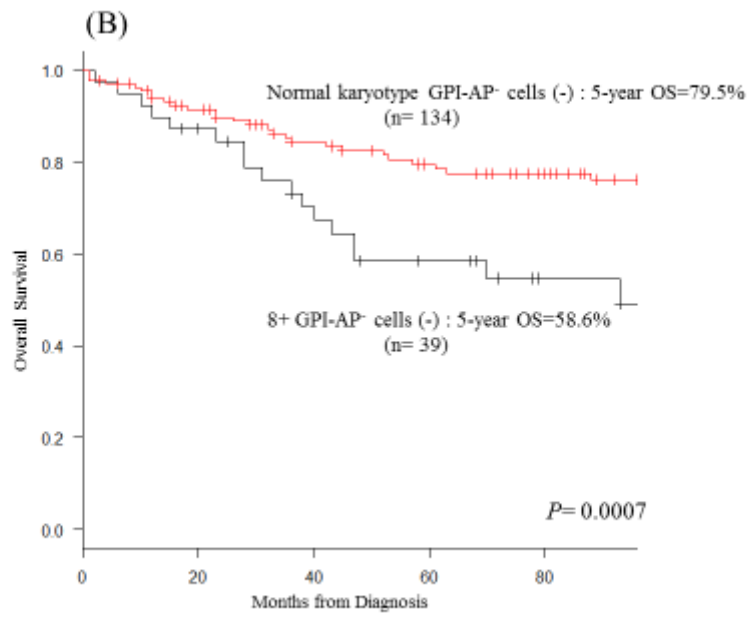 (B)
1.0
Normal karyotype GPI-AP⁻ cells (-) : 5-year OS=79.5%
(n= 134)
0.8
0.6
Overall Survival
8+ GPI-AP⁻ cells (-) : 5-year OS=58.6%
(n= 39)
0.4
0.2
P= 0.0007
0.0
0 20 40 60 80
Months from Diagnosis